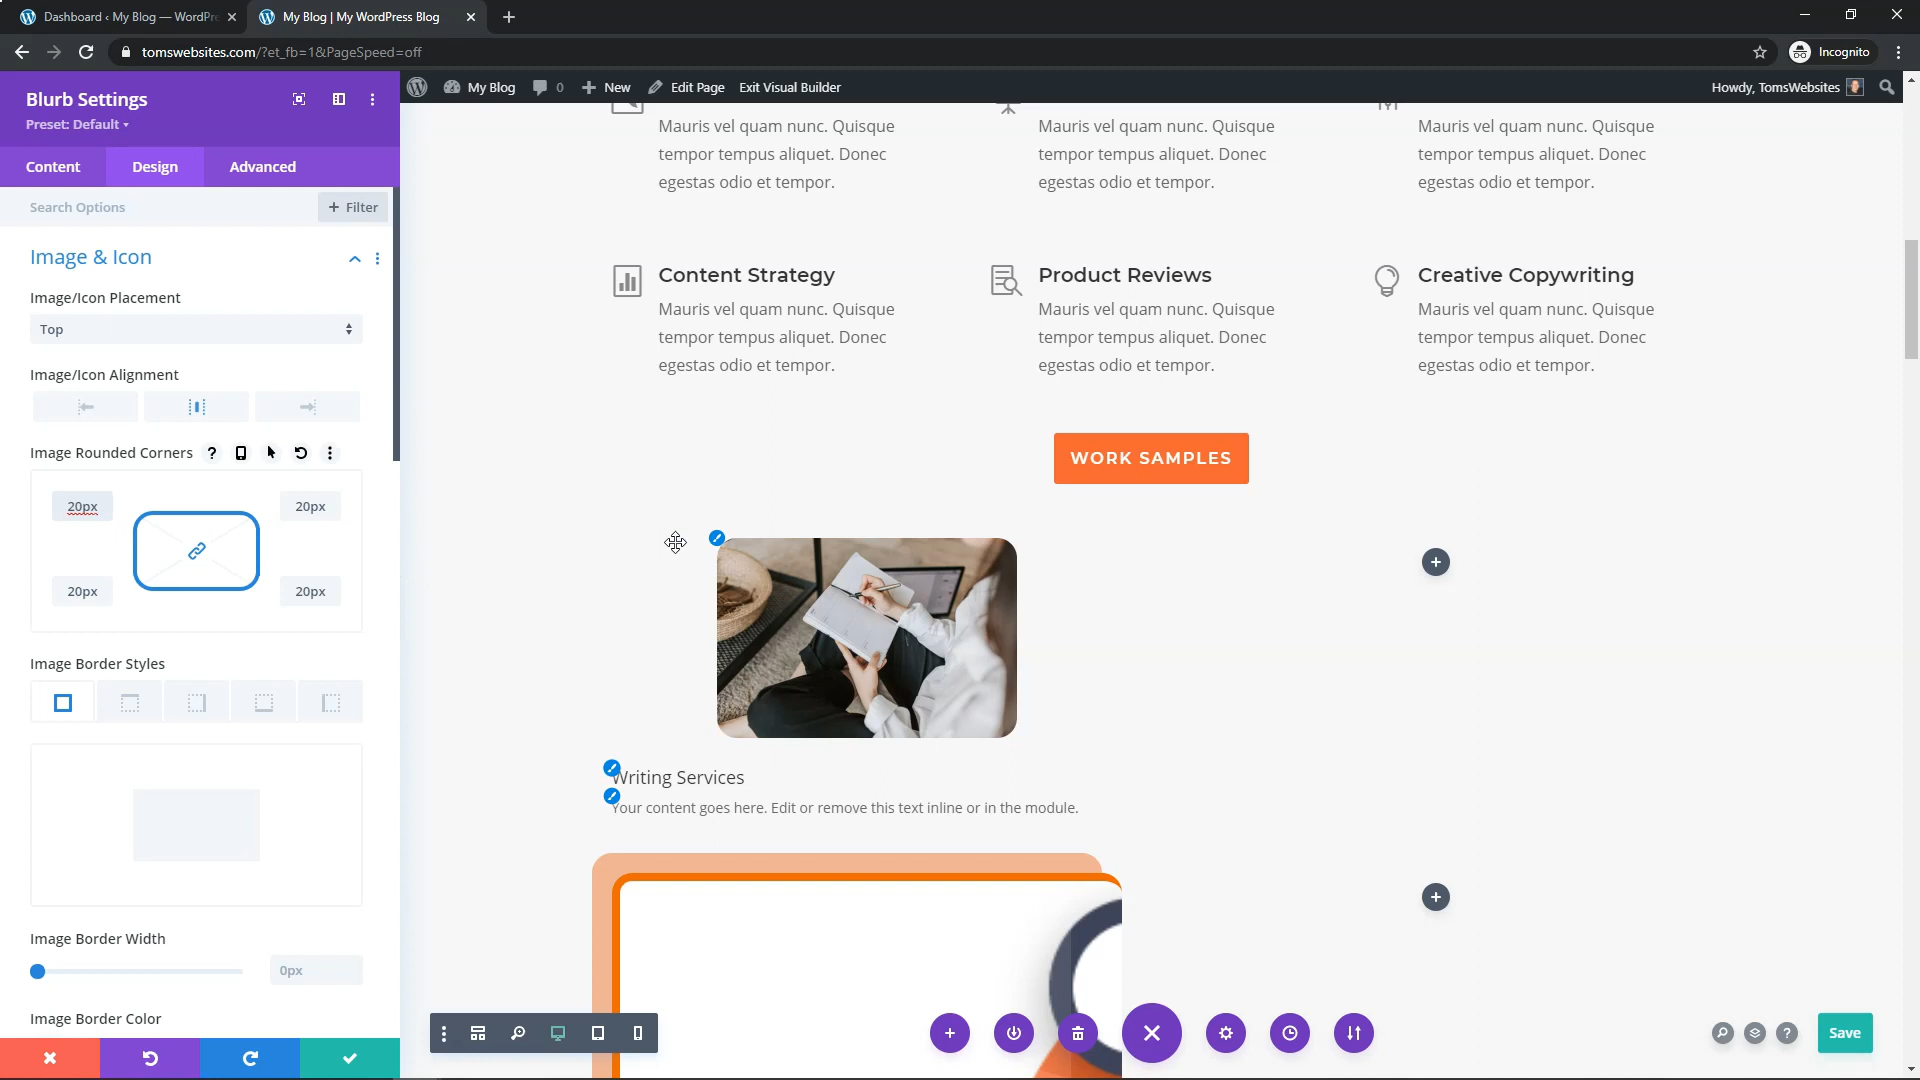 Dashboard ‹ My Blog — WordPre
My Blog | My WordPress Blog
tomswebsites.com/?et_fb=1&PageSpeed=off
Incognito
Blurb Settings
Preset: Default
My Blog
0
New
Edit Page
Exit Visual Builder
Howdy, TomsWebsites
Content
Design
Advanced
Search Options
+ Filter
Image & Icon
Image/Icon Placement
Top
Image/Icon Alignment
Image Rounded Corners
20px
20px
20px
20px
Image Border Styles
Image Border Width
0px
Image Border Color
Mauris vel quam nunc. Quisque
tempor tempus aliquet. Donec
egestas odio et tempor.
Mauris vel quam nunc. Quisque
tempor tempus aliquet. Donec
egestas odio et tempor.
Mauris vel quam nunc. Quisque
tempor tempus aliquet. Donec
egestas odio et tempor.
Content Strategy
Mauris vel quam nunc. Quisque
tempor tempus aliquet. Donec
egestas odio et tempor.
Product Reviews
Mauris vel quam nunc. Quisque
tempor tempus aliquet. Donec
egestas odio et tempor.
Creative Copywriting
Mauris vel quam nunc. Quisque
tempor tempus aliquet. Donec
egestas odio et tempor.
WORK SAMPLES
Writing Services
Your content goes here. Edit or remove this text inline or in the module.
Save